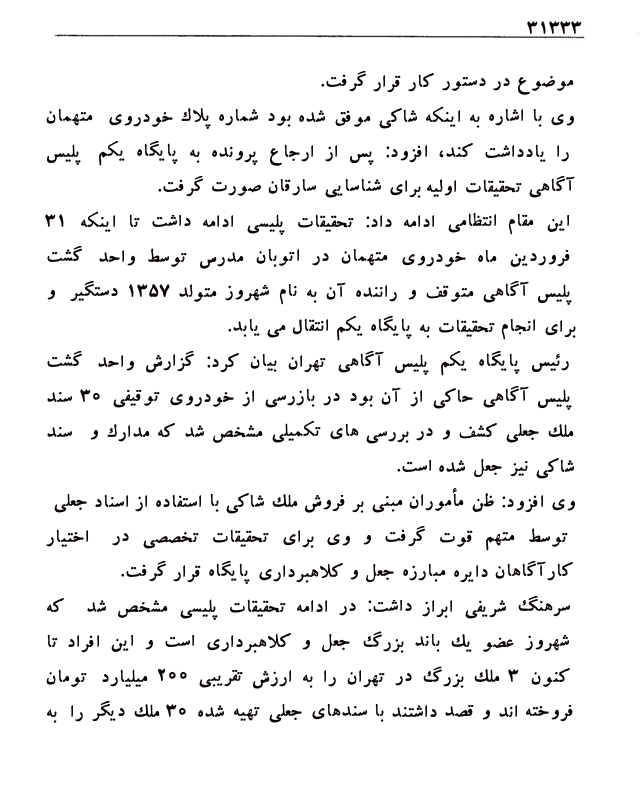 ۳۱۳۳۳
موضوع در دستور کار قرار گرفت.
وی با اشاره به اینکه شاکی موفق شده بود شماره پلاك خودروی متهمان
را یادداشت کند، افزود: پس از ارجاع پرونده به پایگاه یکم پلیس
آگاهی تحقیقات اولیه برای شناسایی سارقان صورت گرفت.
این مقام انتظامی ادامه داد: تحقیقات پلیسی ادامه داشت تا اینکه ۳۱
فروردین ماه خودروی متهمان در اتوبان مدرس توسط واحد گشت
پلیس آگاهی متوقف و راننده آن به نام شهروز متولد ۱۳۵۷ دستگیر و
برای انجام تحقیقات به پایگاه یکم انتقال می یابد.
رئیس پایگاه یکم پلیس آگاهی تهران بیان کرد: گزارش واحد گشت
پلیس آگاهی حاکی از آن بود در بازرسی از خودروی توقیفی ۳۰ سند
ملك جعلی کشف و در بررسی های تکمیلی مشخص شد که مدارك و سند
شاکی نیز جعل شده است.
وی افزود: ظن مأموران مبنی بر فروش ملك شاکی با استفاده از اسناد جعلی
توسط متهم قوت گرفت و وی برای تحقیقات تخصصی در اختیار
کارآگاهان دایره مبارزه جعل و کلاهبرداری پایگاه قرار گرفت.
سرهنگ شریفی ابراز داشت: در ادامه تحقیقات پلیسی مشخص شد که
شهروز عضو یك باند بزرگ جعل و کلاهبرداری است و این افراد تا
کنون ۳ ملك بزرگ در تهران را به ارزش تقریبی ۲۰۰ میلیارد تومان
فروخته اند و قصد داشتند با سندهای جعلی تهیه شده ۳۰ ملك دیگر را به